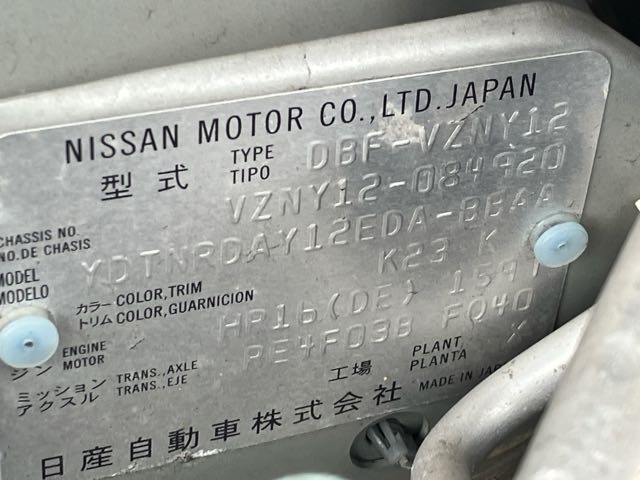 NISSAN MOTOR CO.,LTD.JAPAN
型式 TYPE TIPO DBF-VZNY12
CHASSIS NO. NO.DE CHASIS VZNY12-084920
MODEL MODELO YDTNRDAY12EDA-BBAA
カラー COLOR,TRIM トリム COLOR,GUARNICION K23 K
ジン ENGINE MOTOR HR16(DE) 1597
ミッション アクスル TRANS.,AXLE TRANS.,EJE RE4F03B FQ40
工場 PLANT PLANTA X
日産自動車株式会社 MADE IN JAPAN